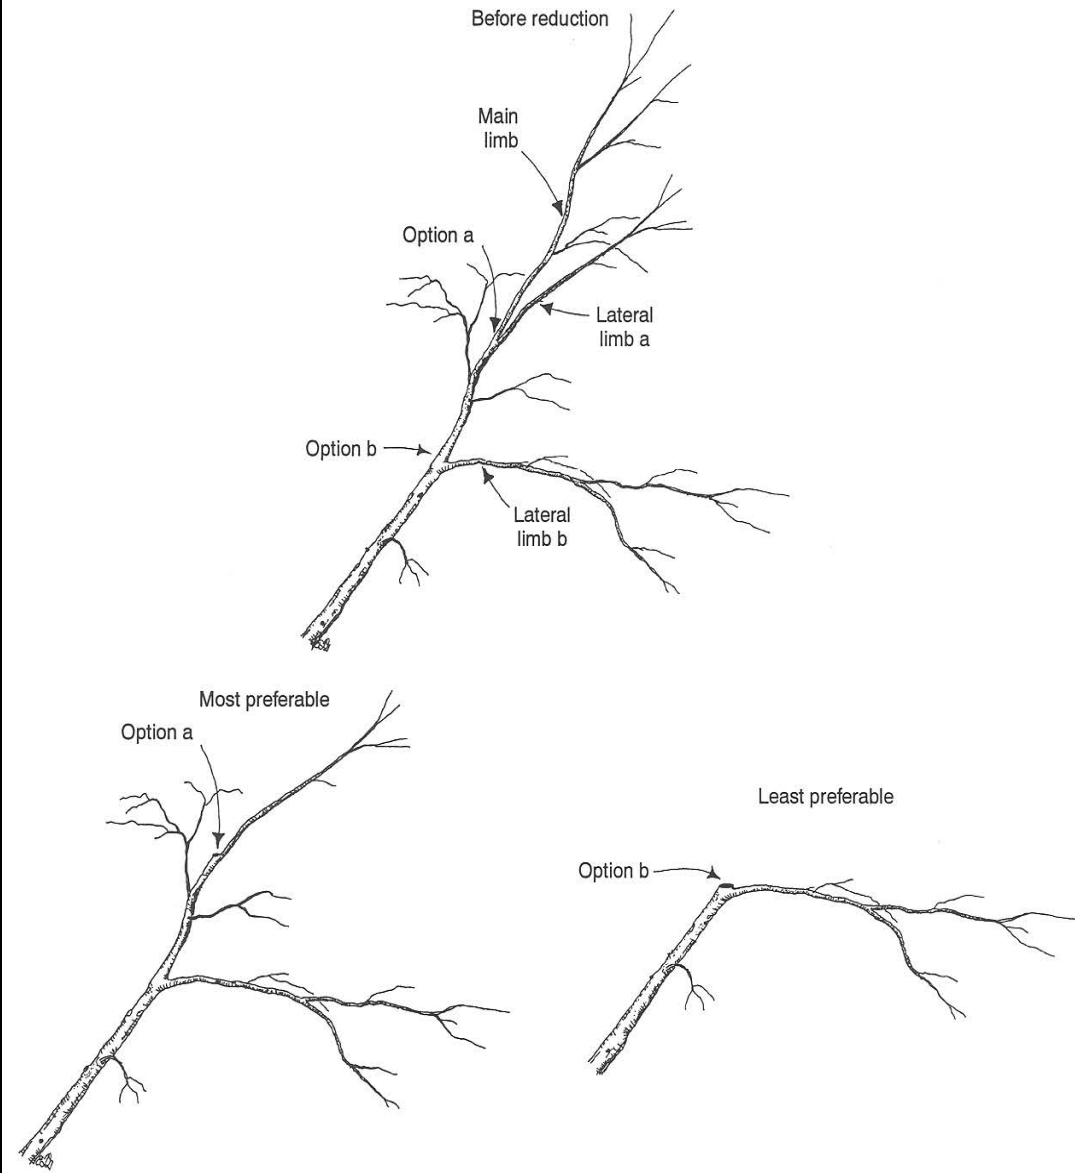 Before reduction
Main
limb
Option a
Lateral
limb a
Option b
Lateral
limb b
Most preferable
Option a
Least preferable
Option b